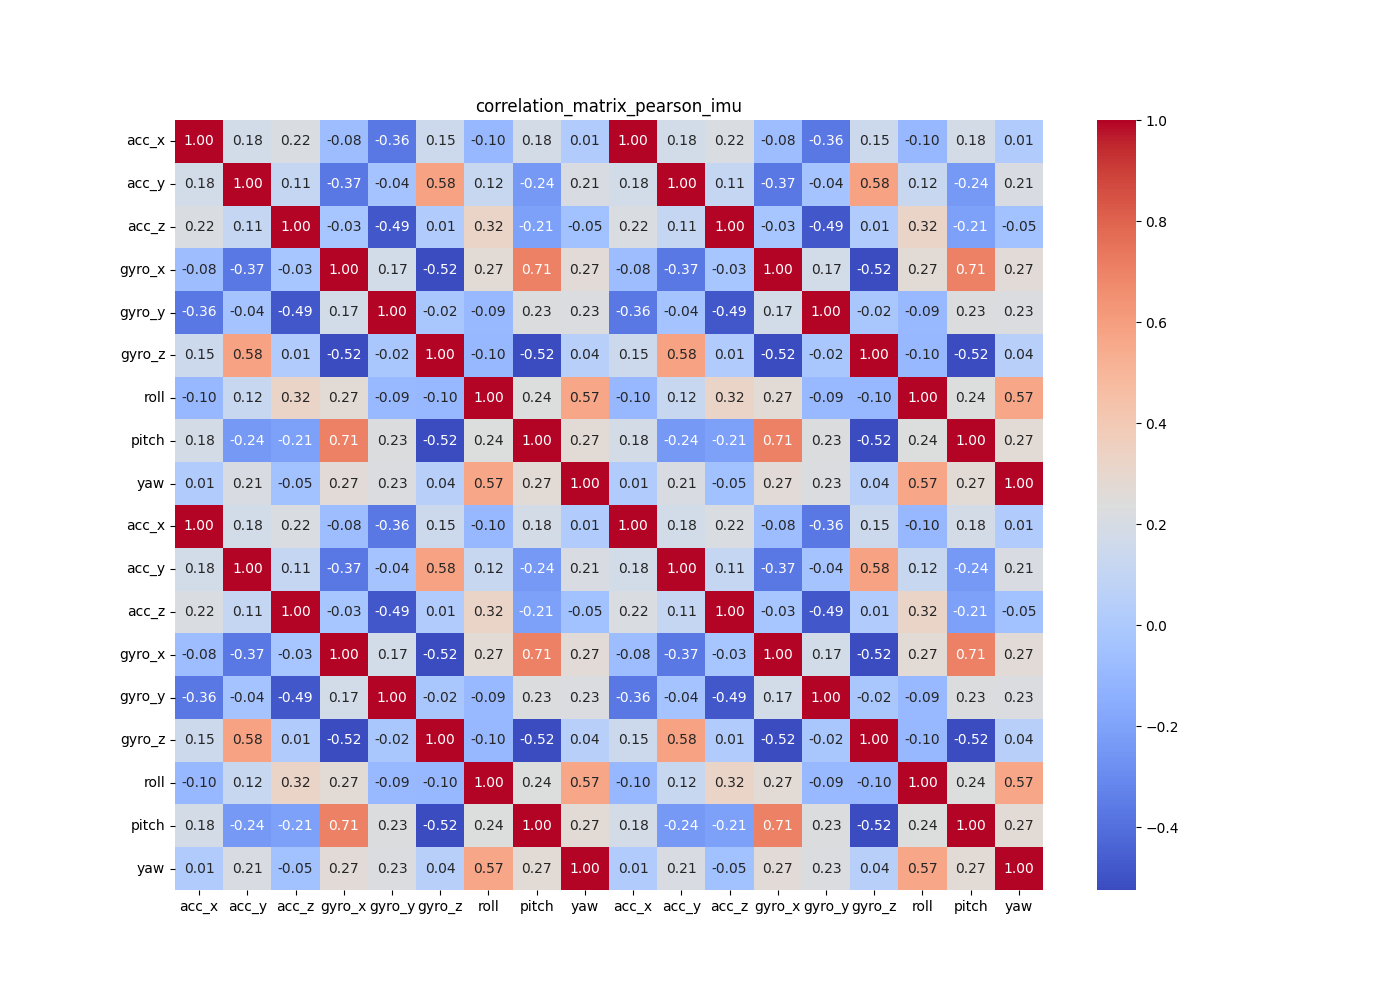 correlation_matrix_pearson_imu
acc_x 1.00 0.18 0.22 -0.08 -0.36 0.15 -0.10 0.18 0.01 1.00 0.18 0.22 -0.08 -0.36 0.15 -0.10 0.18 0.01
acc_y 0.18 1.00 0.11 -0.37 -0.04 0.58 0.12 -0.24 0.21 0.18 1.00 0.11 -0.37 -0.04 0.58 0.12 -0.24 0.21
acc_z 0.22 0.11 1.00 -0.03 -0.49 0.01 0.32 -0.21 -0.05 0.22 0.11 1.00 -0.03 -0.49 0.01 0.32 -0.21 -0.05
gyro_x -0.08 -0.37 -0.03 1.00 0.17 -0.52 0.27 0.71 0.27 -0.08 -0.37 -0.03 1.00 0.17 -0.52 0.27 0.71 0.27
gyro_y -0.36 -0.04 -0.49 0.17 1.00 -0.02 -0.09 0.23 0.23 -0.36 -0.04 -0.49 0.17 1.00 -0.02 -0.09 0.23 0.23
gyro_z 0.15 0.58 0.01 -0.52 -0.02 1.00 -0.10 -0.52 0.04 0.15 0.58 0.01 -0.52 -0.02 1.00 -0.10 -0.52 0.04
roll -0.10 0.12 0.32 0.27 -0.09 -0.10 1.00 0.24 0.57 -0.10 0.12 0.32 0.27 -0.09 -0.10 1.00 0.24 0.57
pitch 0.18 -0.24 -0.21 0.71 0.23 -0.52 0.24 1.00 0.27 0.18 -0.24 -0.21 0.71 0.23 -0.52 0.24 1.00 0.27
yaw 0.01 0.21 -0.05 0.27 0.23 0.04 0.57 0.27 1.00 0.01 0.21 -0.05 0.27 0.23 0.04 0.57 0.27 1.00
acc_x 1.00 0.18 0.22 -0.08 -0.36 0.15 -0.10 0.18 0.01 1.00 0.18 0.22 -0.08 -0.36 0.15 -0.10 0.18 0.01
acc_y 0.18 1.00 0.11 -0.37 -0.04 0.58 0.12 -0.24 0.21 0.18 1.00 0.11 -0.37 -0.04 0.58 0.12 -0.24 0.21
acc_z 0.22 0.11 1.00 -0.03 -0.49 0.01 0.32 -0.21 -0.05 0.22 0.11 1.00 -0.03 -0.49 0.01 0.32 -0.21 -0.05
gyro_x -0.08 -0.37 -0.03 1.00 0.17 -0.52 0.27 0.71 0.27 -0.08 -0.37 -0.03 1.00 0.17 -0.52 0.27 0.71 0.27
gyro_y -0.36 -0.04 -0.49 0.17 1.00 -0.02 -0.09 0.23 0.23 -0.36 -0.04 -0.49 0.17 1.00 -0.02 -0.09 0.23 0.23
gyro_z 0.15 0.58 0.01 -0.52 -0.02 1.00 -0.10 -0.52 0.04 0.15 0.58 0.01 -0.52 -0.02 1.00 -0.10 -0.52 0.04
roll -0.10 0.12 0.32 0.27 -0.09 -0.10 1.00 0.24 0.57 -0.10 0.12 0.32 0.27 -0.09 -0.10 1.00 0.24 0.57
pitch 0.18 -0.24 -0.21 0.71 0.23 -0.52 0.24 1.00 0.27 0.18 -0.24 -0.21 0.71 0.23 -0.52 0.24 1.00 0.27
yaw 0.01 0.21 -0.05 0.27 0.23 0.04 0.57 0.27 1.00 0.01 0.21 -0.05 0.27 0.23 0.04 0.57 0.27 1.00
acc_x acc_y acc_z gyro_x gyro_y gyro_z roll pitch yaw acc_x acc_y acc_z gyro_x gyro_y gyro_z roll pitch yaw
1.0
0.8
0.6
0.4
0.2
0.0
−0.2
−0.4